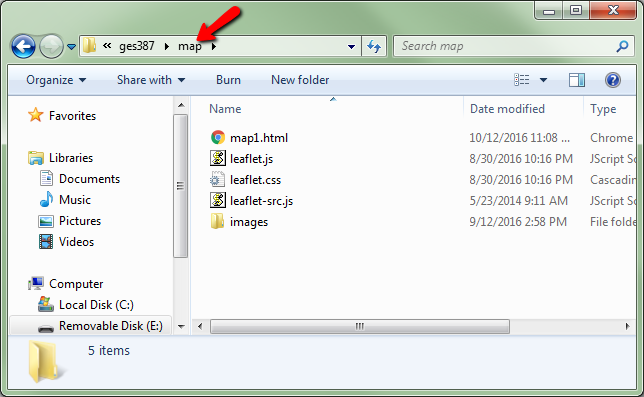 « ges387 map Search map
Organize Share with Burn New folder
Favorites
Libraries
Documents
Music
Pictures
Videos
Computer
Local Disk (C:)
Removable Disk (E:)
Name Date modified Type
map1.html 10/12/2016 11:08 ... Chrome
leaflet.js 8/30/2016 10:16 PM JScript Sc
leaflet.css 8/30/2016 10:16 PM Cascadin
leaflet-src.js 5/23/2014 9:11 AM JScript Sc
images 9/12/2016 2:58 PM File folde
5 items